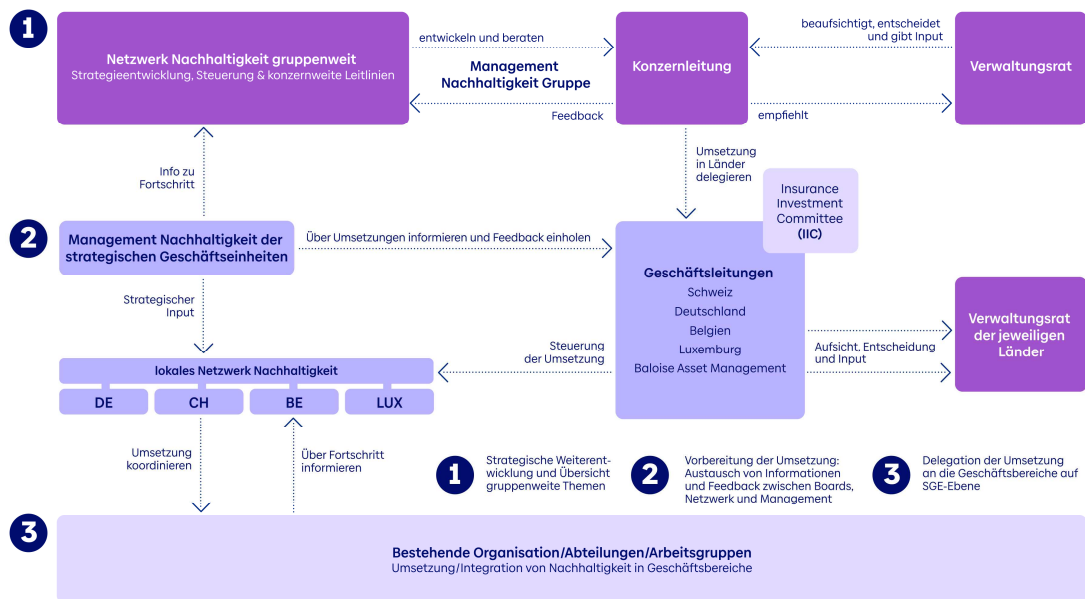 1
Netzwerk Nachhaltigkeit gruppenweit
Strategieentwicklung, Steuerung & konzernweite Leitlinien
entwickeln und beraten
Management
Nachhaltigkeit Gruppe
Feedback
Konzernleitung
beaufsichtigt, entscheidet
und gibt Input
empfiehlt
Verwaltungsrat
Info zu
Fortschritt
Umsetzung
in Länder
delegieren
Insurance
Investment
Committee
(IIC)
2
Management Nachhaltigkeit der
strategischen Geschäftseinheiten
Über Umsetzungen informieren und Feedback einholen
Geschäftsleitungen
Schweiz
Deutschland
Belgien
Luxemburg
Baloise Asset Management
Verwaltungsrat
der jeweiligen
Länder
Strategischer
Input
Steuerung
der Umsetzung
Aufsicht, Entscheidung
und Input
lokales Netzwerk Nachhaltigkeit
DE
CH
BE
LUX
Umsetzung
koordinieren
Über Fortschritt
informieren
1
Strategische Weiterent-
wicklung und Übersicht
gruppenweite Themen
2
Vorbereitung der Umsetzung:
Austausch von Informationen
und Feedback zwischen Boards,
Netzwerk und Management
3
Delegation der Umsetzung
an die Geschäftsbereiche auf
SGE-Ebene
3
Bestehende Organisation/Abteilungen/Arbeitsgruppen
Umsetzung/Integration von Nachhaltigkeit in Geschäftsbereiche